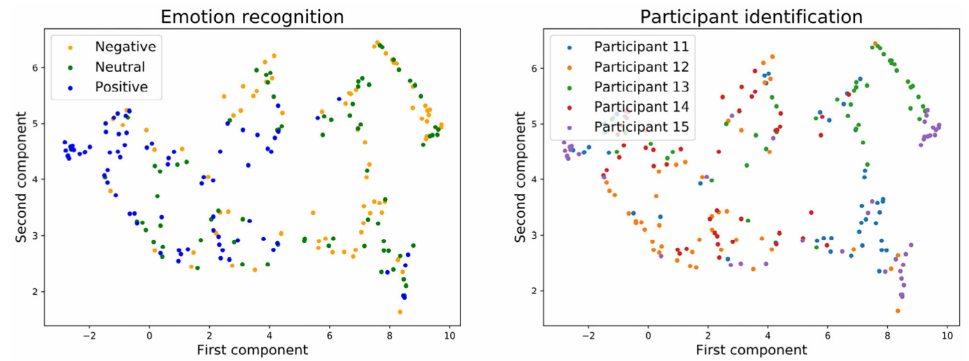 Emotion recognition
Negative
Neutral
Positive
6
5
4
3
2
Second component
−2
0
2
4
6
8
10
First component
Participant identification
Participant 11
Participant 12
Participant 13
Participant 14
Participant 15
6
5
4
3
2
Second component
−2
0
2
4
6
8
10
First component